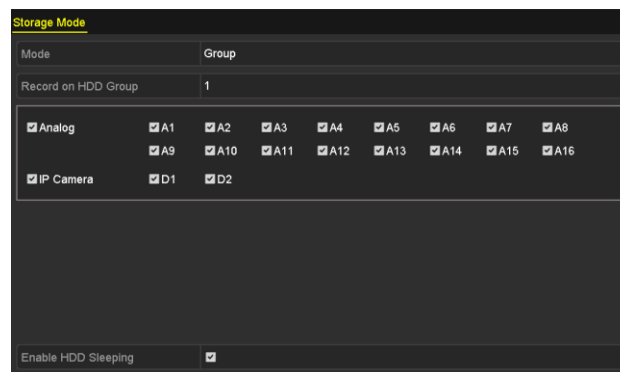 Storage Mode
Mode Group
Record on HDD Group 1
Analog A1 A2 A3 A4 A5 A6 A7 A8
A9 A10 A11 A12 A13 A14 A15 A16
IP Camera D1 D2
Enable HDD Sleeping